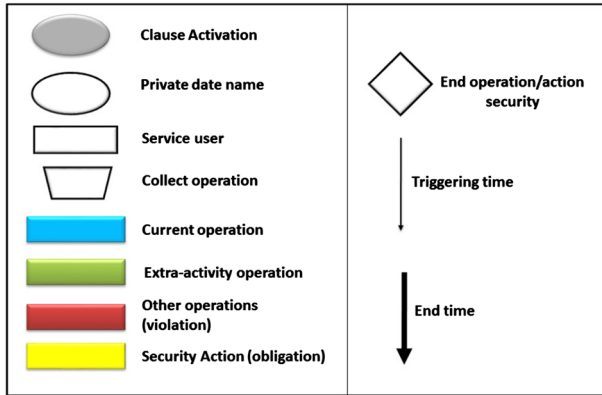 Clause Activation
Private date name
Service user
Collect operation
Current operation
Extra-activity operation
Other operations
(violation)
Security Action (obligation)
End operation/action
security
Triggering time
End time